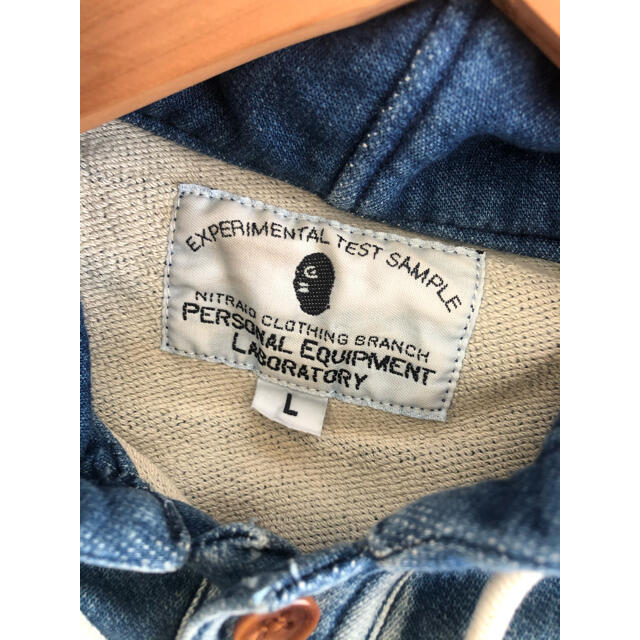 EXPERIMENTAL TEST SAMPLE
NITRAID CLOTHING BRANCH
PERSONAL EQUIPMENT
LABORATORY
L